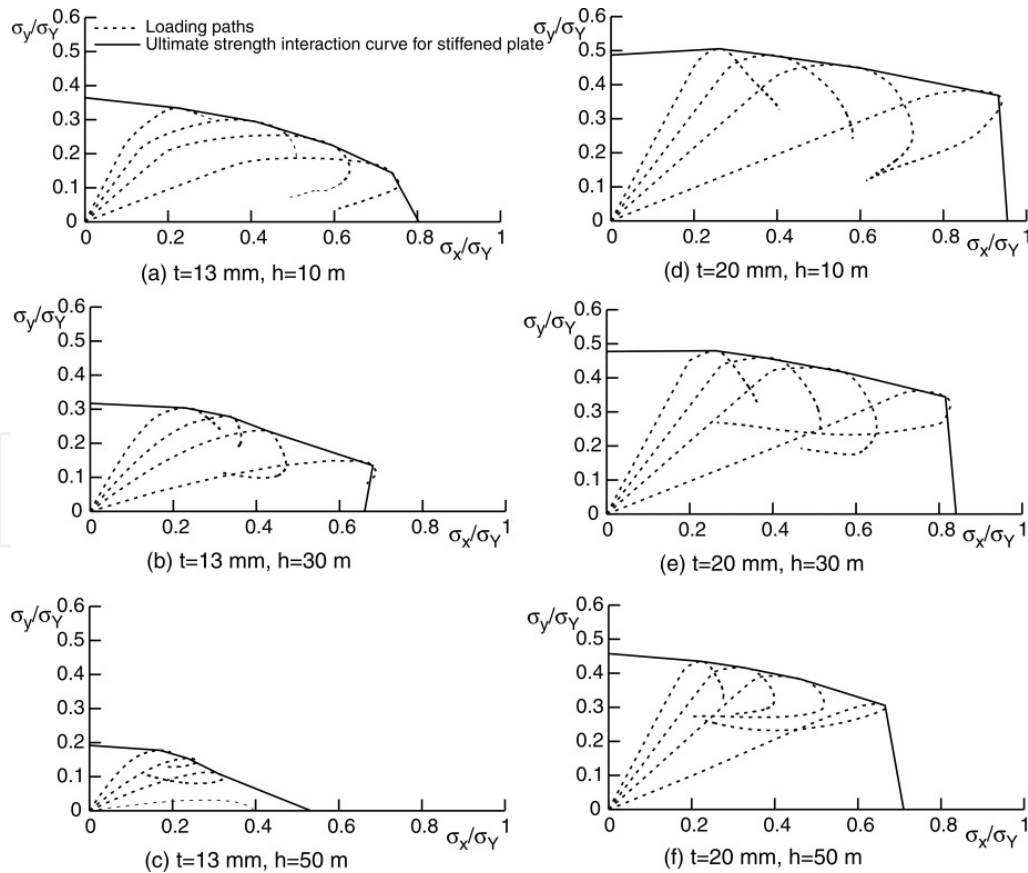 σy/σY
Loading paths
Ultimate strength interaction curve for stiffened plate
0.6
0.5
0.4
0.3
0.2
0.1
0
0 0.2 0.4 0.6 0.8 1
σx/σY
(a) t=13 mm, h=10 m
σy/σY
0.6
0.5
0.4
0.3
0.2
0.1
0
0 0.2 0.4 0.6 0.8 1
σx/σY
(d) t=20 mm, h=10 m
σy/σY
0.6
0.5
0.4
0.3
0.2
0.1
0
0 0.2 0.4 0.6 0.8 1
σx/σY
(b) t=13 mm, h=30 m
σy/σY
0.6
0.5
0.4
0.3
0.2
0.1
0
0 0.2 0.4 0.6 0.8 1
σx/σY
(e) t=20 mm, h=30 m
σy/σY
0.6
0.5
0.4
0.3
0.2
0.1
0
0 0.2 0.4 0.6 0.8 1
σx/σY
(c) t=13 mm, h=50 m
σy/σY
0.6
0.5
0.4
0.3
0.2
0.1
0
0 0.2 0.4 0.6 0.8 1
σx/σY
(f) t=20 mm, h=50 m